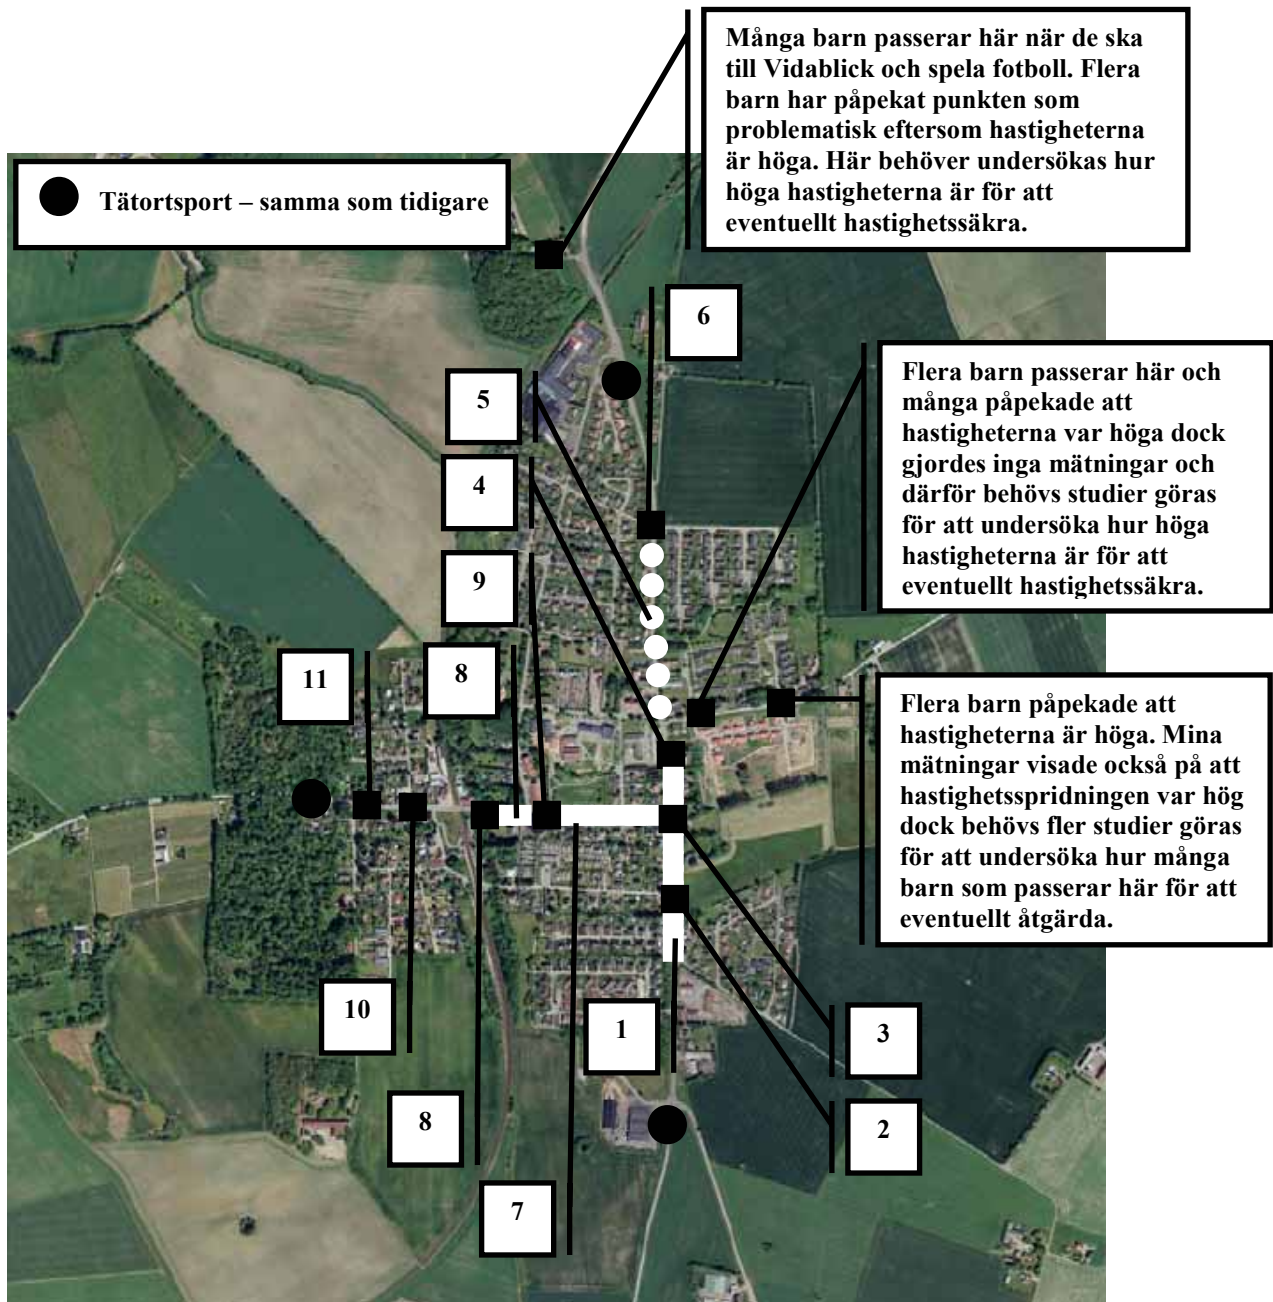 Många barn passerar här när de ska
till Vidablick och spela fotboll. Flera
barn har påpekat punkten som
problematisk eftersom hastigheterna
är höga. Här behöver undersökas hur
höga hastigheterna är för att
eventuellt hastighetssäkra.
Tätortsport – samma som tidigare
6
5
Flera barn passerar här och
många påpekade att
hastigheterna var höga dock
gjordes inga mätningar och
därför behövs studier göras
för att undersöka hur höga
hastigheterna är för att
eventuellt hastighetssäkra.
4
9
8
11
Flera barn påpekade att
hastigheterna är höga. Mina
mätningar visade också på att
hastighetsspridningen var hög
dock behövs fler studier göras
för att undersöka hur många
barn som passerar här för att
eventuellt åtgärda.
10
1
3
8
2
7